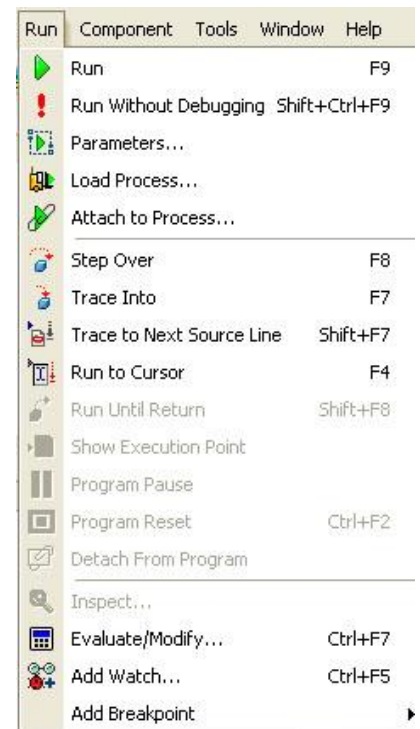 Run Component Tools Window Help
Run F9
Run Without Debugging Shift+Ctrl+F9
Parameters...
Load Process...
Attach to Process...
Step Over F8
Trace Into F7
Trace to Next Source Line Shift+F7
Run to Cursor F4
Run Until Return Shift+F8
Show Execution Point
Program Pause
Program Reset Ctrl+F2
Detach From Program
Inspect...
Evaluate/Modify... Ctrl+F7
Add Watch... Ctrl+F5
Add Breakpoint